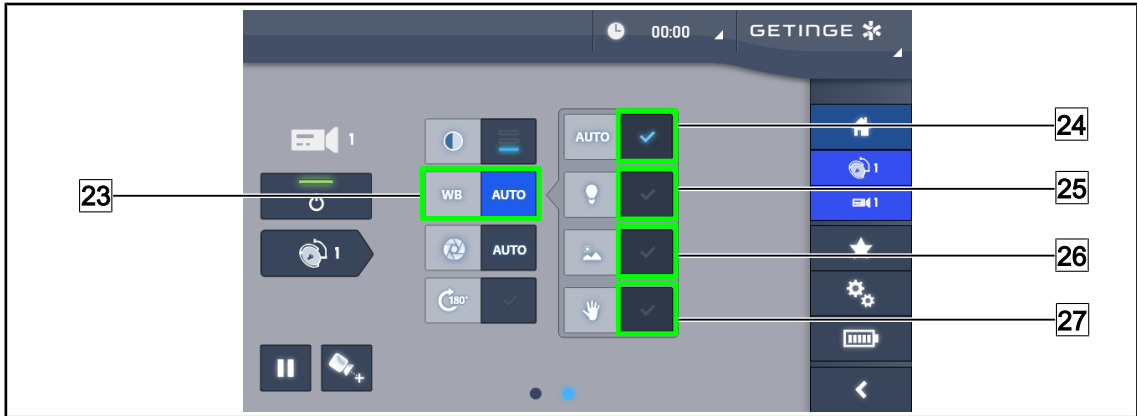 00:00 GETINGE
1 AUTO 24
23 WB AUTO 25
1
1
1 AUTO 26
180°
27